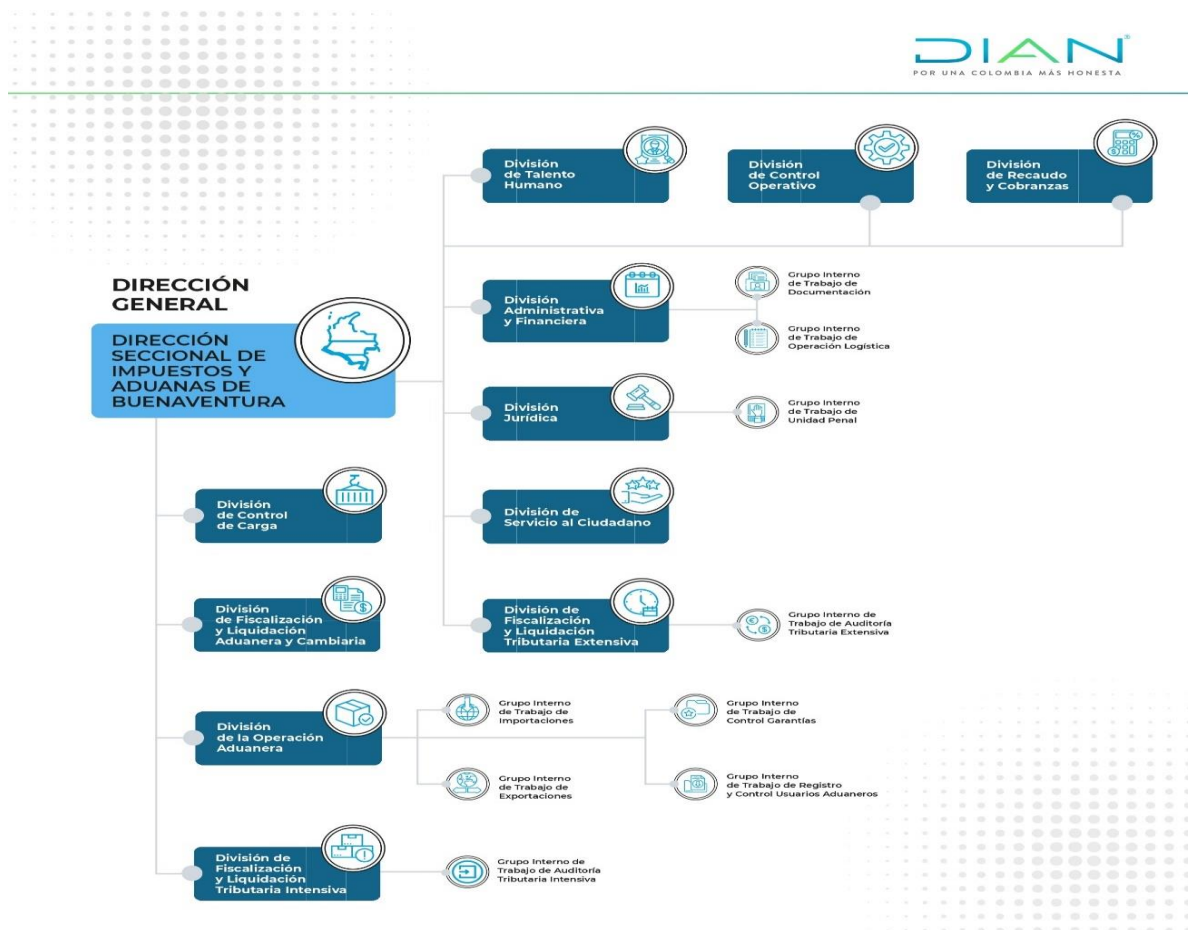 DIAN®
POR UNA COLOMBIA MÁS HONESTA
División
de Talento
Humano
División
de Control
Operativo
División
de Recaudo
y Cobranzas
DIRECCIÓN
GENERAL
DIRECCIÓN
SECCIONAL DE
IMPUESTOS Y
ADUANAS DE
BUENAVENTURA
División
Administrativa
y Financiera
Grupo Interno
de Trabajo de
Documentación
Grupo Interno
de Trabajo de
Operación Logística
División
Jurídica
Grupo Interno
de Trabajo de
Unidad Penal
División
de Control
de Carga
División de
Servicio al Ciudadano
División
de Fiscalización
y Liquidación
Aduanera y Cambiaria
División de
Fiscalización
y Liquidación
Tributaria Extensiva
Grupo Interno de
Trabajo de Auditoría
Tributaria Extensiva
División
de la Operación
Aduanera
Grupo Interno
de Trabajo de
Importaciones
Grupo Interno
de Trabajo de
Control Garantías
Grupo Interno
de Trabajo de
Exportaciones
Grupo Interno
de Trabajo de Registro
y Control Usuarios Aduaneros
División de
Fiscalización
y Liquidación
Tributaria Intensiva
Grupo Interno de
Trabajo de Auditoría
Tributaria Intensiva